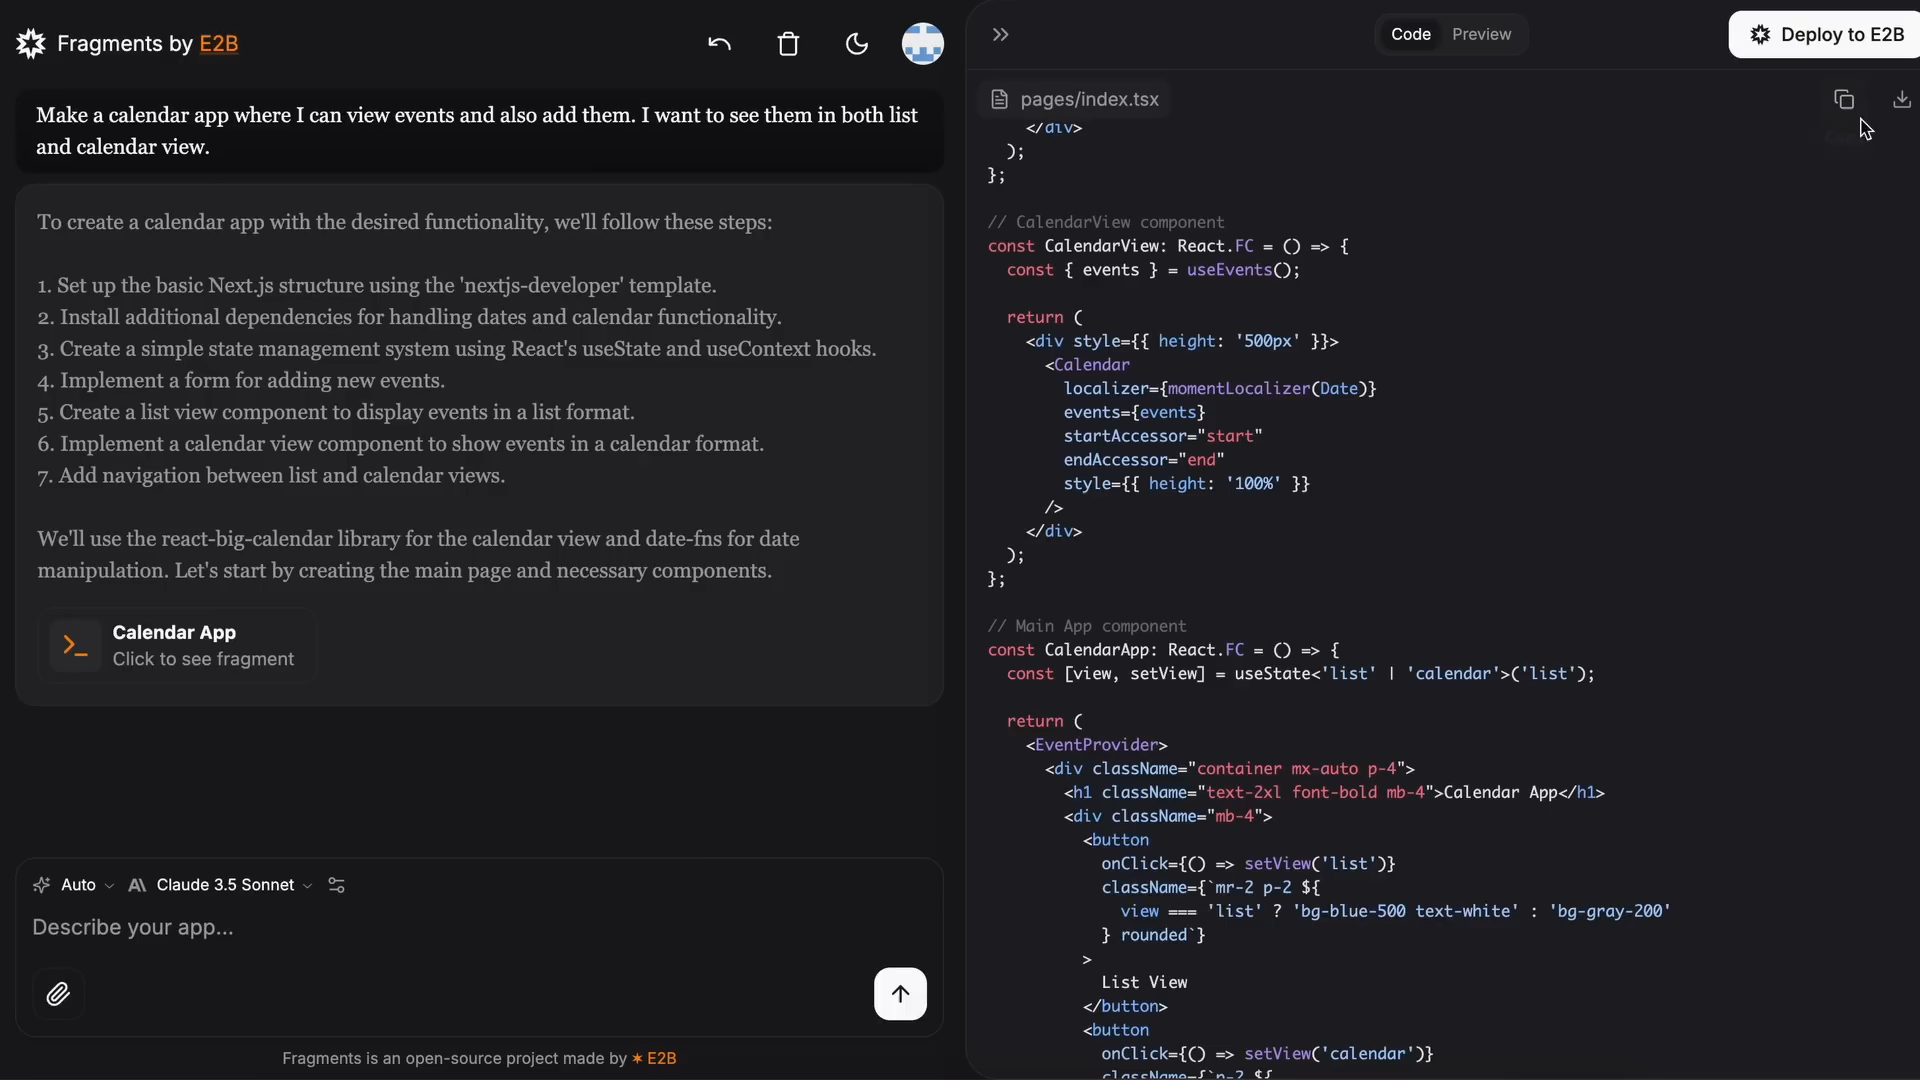 Fragments by E2B
Make a calendar app where I can view events and also add them. I want to see them in both list
and calendar view.
To create a calendar app with the desired functionality, we'll follow these steps:
1. Set up the basic Next.js structure using the 'nextjs-developer' template.
2. Install additional dependencies for handling dates and calendar functionality.
3. Create a simple state management system using React's useState and useContext hooks.
4. Implement a form for adding new events.
5. Create a list view component to display events in a list format.
6. Implement a calendar view component to show events in a calendar format.
7. Add navigation between list and calendar views.
We'll use the react-big-calendar library for the calendar view and date-fns for date
manipulation. Let's start by creating the main page and necessary components.
Calendar App
Click to see fragment
Auto Claude 3.5 Sonnet
Describe your app...
Fragments is an open-source project made by ✶ E2B
Code Preview
Deploy to E2B
pages/index.tsx
</div>
);
};
// CalendarView component
const CalendarView: React.FC = () => {
const { events } = useEvents();
return (
<div style={{ height: '500px' }}>
<Calendar
localizer={momentLocalizer(Date)}
events={events}
startAccessor="start"
endAccessor="end"
style={{ height: '100%' }}
/>
</div>
);
};
// Main App component
const CalendarApp: React.FC = () => {
const [view, setView] = useState<'list' | 'calendar'>('list');
return (
<EventProvider>
<div className="container mx-auto p-4">
<h1 className="text-2xl font-bold mb-4">Calendar App</h1>
<div className="mb-4">
<button
onClick={() => setView('list')}
className={`mr-2 p-2 ${
view === 'list' ? 'bg-blue-500 text-white' : 'bg-gray-200'
} rounded`}
>
List View
</button>
<button
onClick={() => setView('calendar')}
className={`p-2 ${